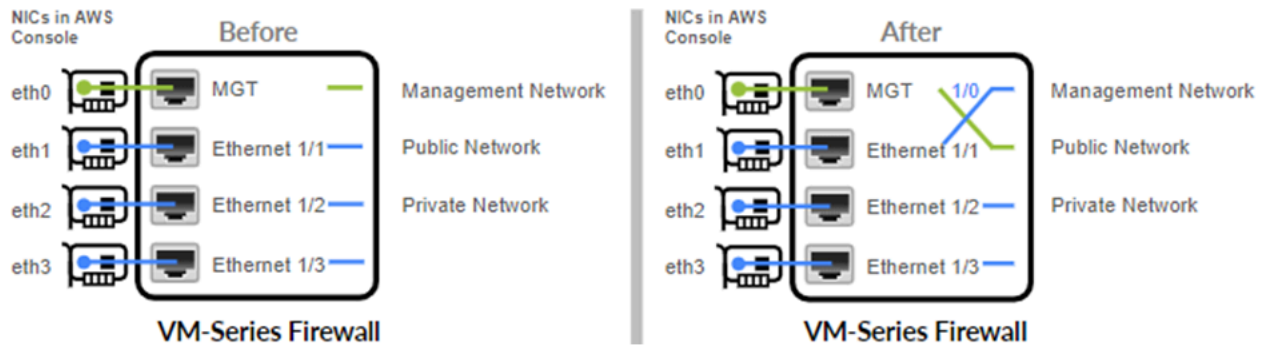 NICs in AWS
Console
Before
eth0
MGT
Management Network
eth1
Ethernet 1/1
Public Network
eth2
Ethernet 1/2
Private Network
eth3
Ethernet 1/3
VM-Series Firewall
NICs in AWS
Console
After
eth0
MGT
1/0
Management Network
eth1
Ethernet 1/1
Public Network
eth2
Ethernet 1/2
Private Network
eth3
Ethernet 1/3
VM-Series Firewall